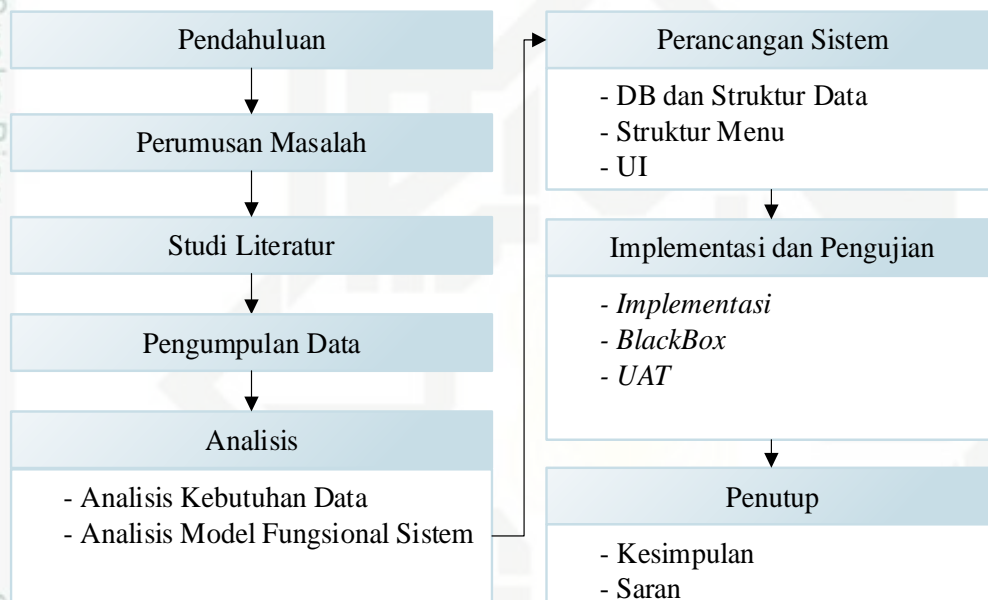 Pendahuluan
Perumusan Masalah
Studi Literatur
Pengumpulan Data
Analisis
- Analisis Kebutuhan Data
- Analisis Model Fungsional Sistem
Perancangan Sistem
- DB dan Struktur Data
- Struktur Menu
- UI
Implementasi dan Pengujian
- Implementasi
- BlackBox
- UAT
Penutup
- Kesimpulan
- Saran